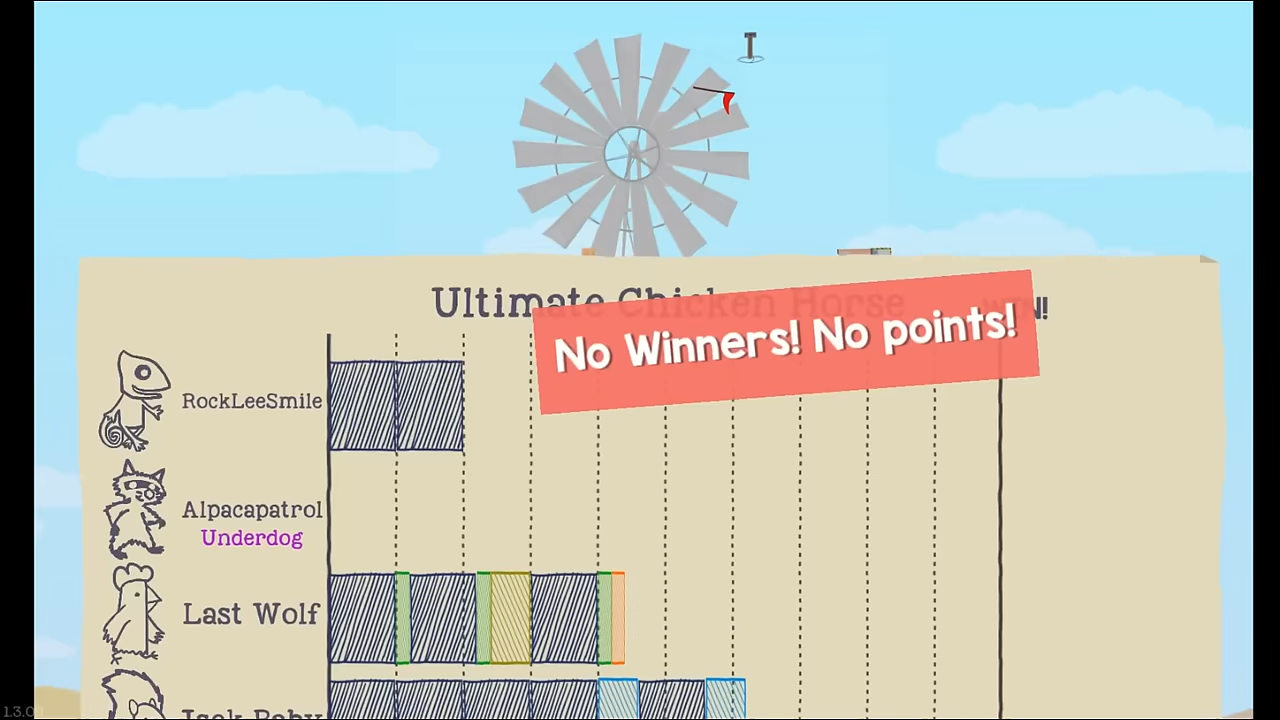 Ultimate Chicken Horse
No Winners! No points!
RockLeeSmile
Alpacapatrol
Underdog
Last Wolf